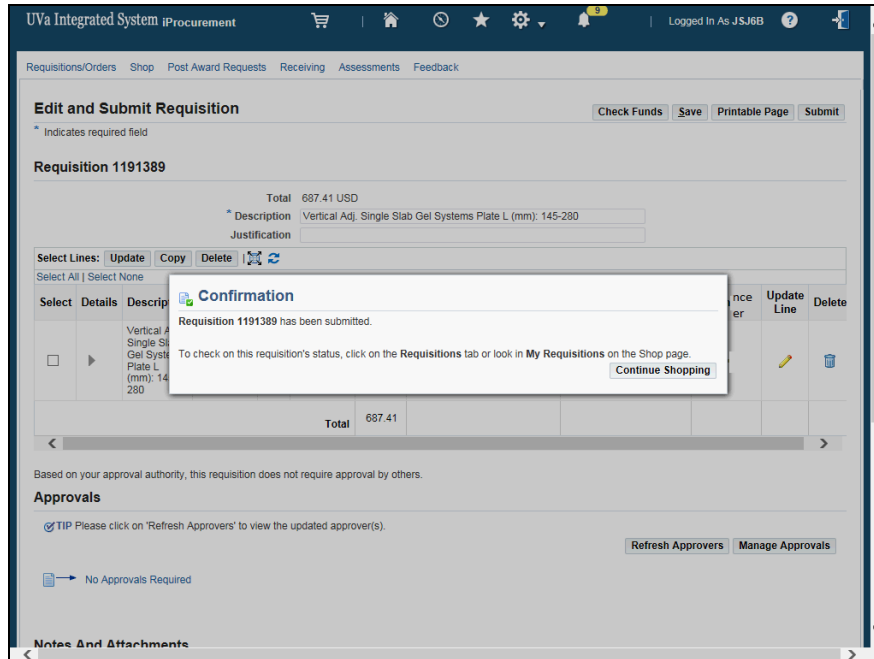 UVa Integrated System iProcurement
9
Logged In As JSJ6B
?
Requisitions/Orders Shop Post Award Requests Receiving Assessments Feedback
Edit and Submit Requisition
Check Funds Save Printable Page Submit
* Indicates required field
Requisition 1191389
Total 687.41 USD
* Description Vertical Adj. Single Slab Gel Systems Plate L (mm): 145-280
Justification
Select Lines: Update Copy Delete
Select All | Select None
Select Details Descrip nce er Update Line Delete
Confirmation
Requisition 1191389 has been submitted.
To check on this requisition's status, click on the Requisitions tab or look in My Requisitions on the Shop page.
Continue Shopping
Vertical A
Single Sl
Gel Syste
Plate L
(mm): 14
280
Total 687.41
Based on your approval authority, this requisition does not require approval by others.
Approvals
TIP Please click on 'Refresh Approvers' to view the updated approver(s).
Refresh Approvers Manage Approvals
No Approvals Required
Notes And Attachments